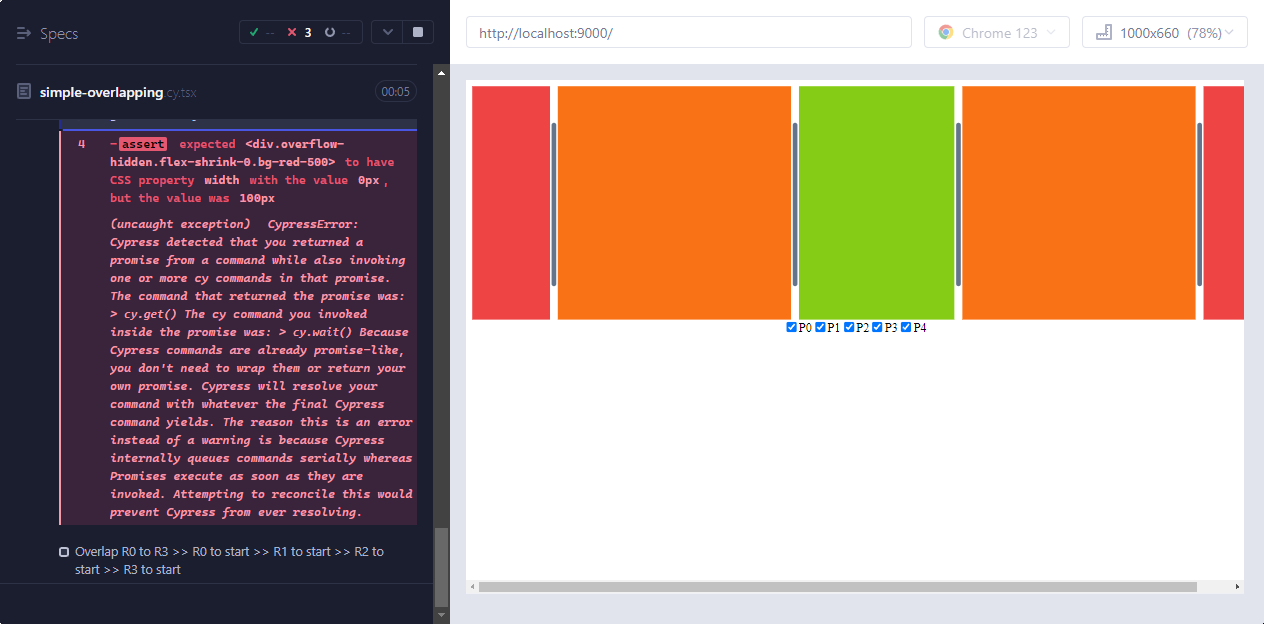 Specs
-- 3 --
http://localhost:9000/
Chrome 123
1000x660 (78%)
simple-overlapping.cy.tsx
00:05
4
-assert expected <div.overflow-
hidden.flex-shrink-0.bg-red-500> to have
CSS property width with the value 0px,
but the value was 100px
(uncaught exception) CypressError:
Cypress detected that you returned a
promise from a command while also invoking
one or more cy commands in that promise.
The command that returned the promise was:
> cy.get() The cy command you invoked
inside the promise was: > cy.wait() Because
Cypress commands are already promise-like,
you don't need to wrap them or return your
own promise. Cypress will resolve your
command with whatever the final Cypress
command yields. The reason this is an error
instead of a warning is because Cypress
internally queues commands serially whereas
Promises execute as soon as they are
invoked. Attempting to reconcile this would
prevent Cypress from ever resolving.
Overlap R0 to R3 >> R0 to start >> R1 to start >> R2 to
start >> R3 to start
P0 P1 P2 P3 P4